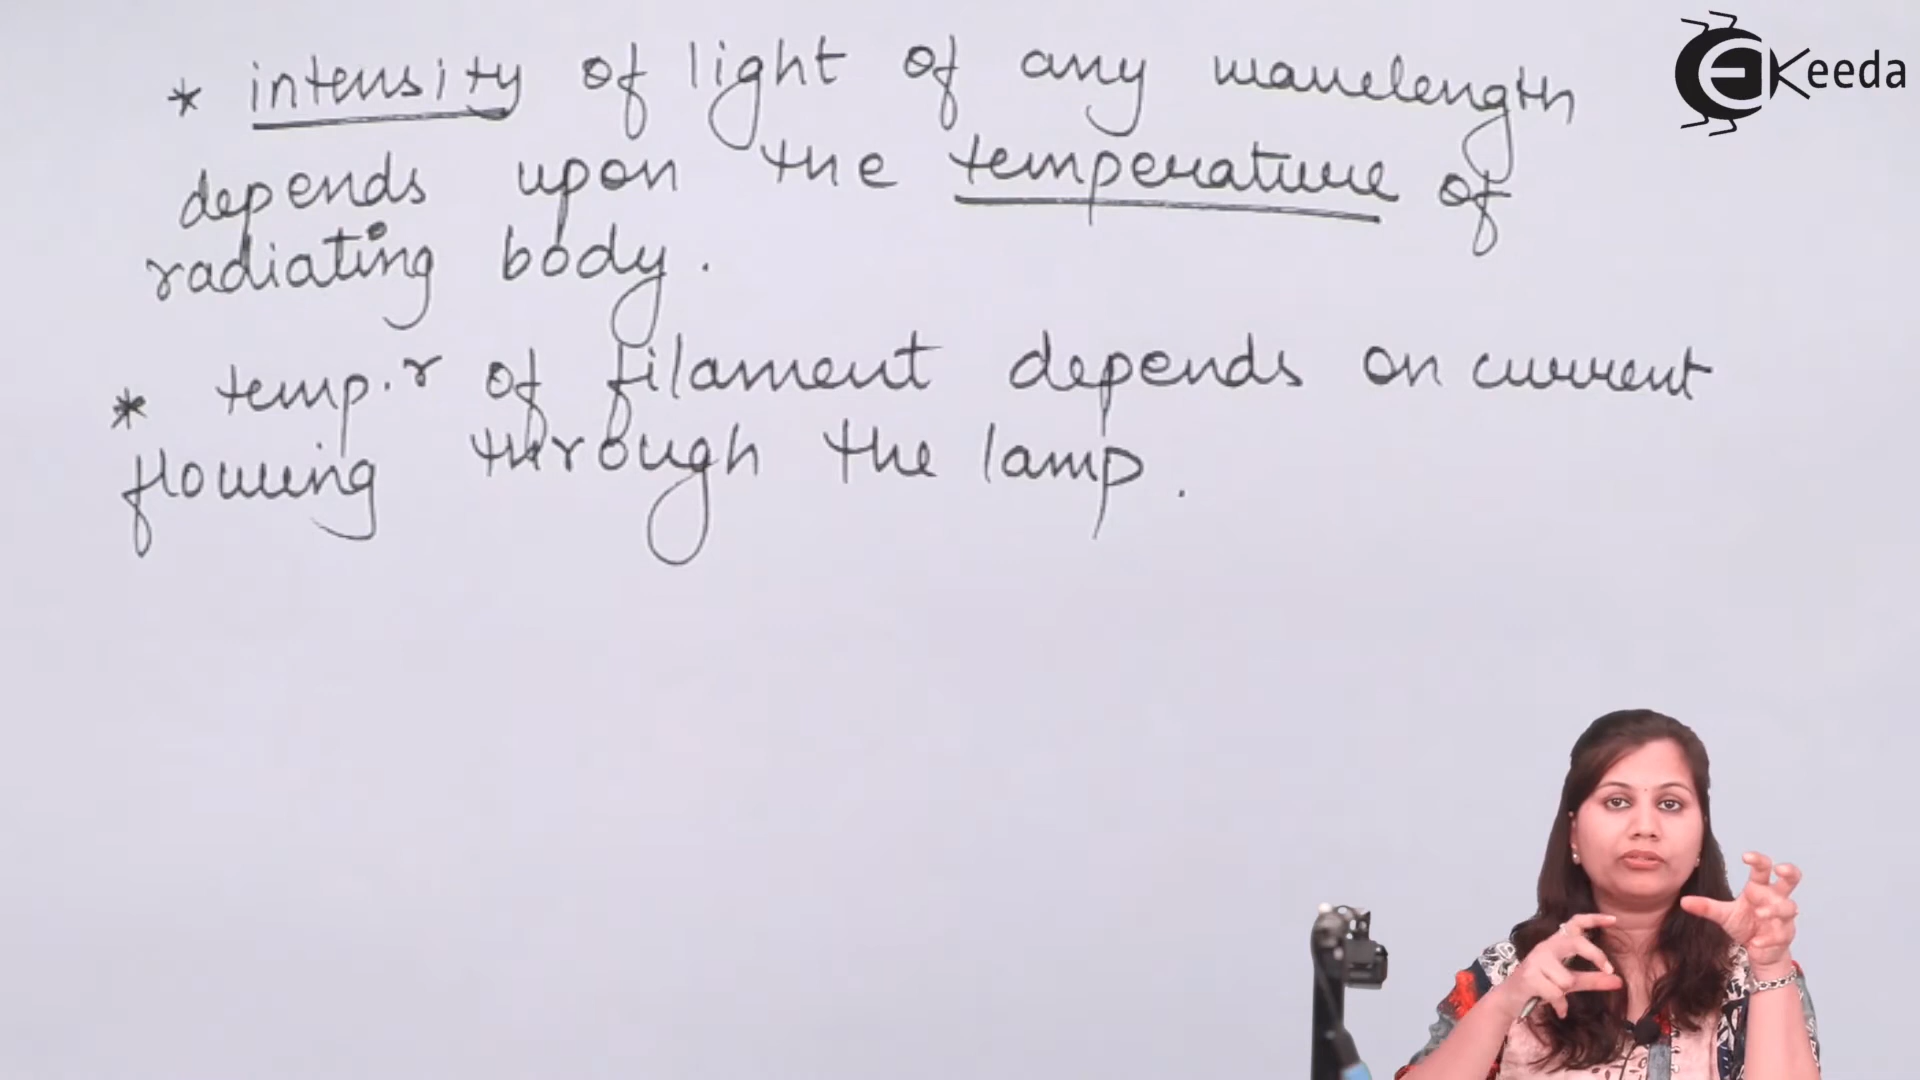 Keeda
* intensity of light of any wavelength
depends upon the temperature of
radiating body.
* temp.r of filament depends on current
flowing through the lamp.